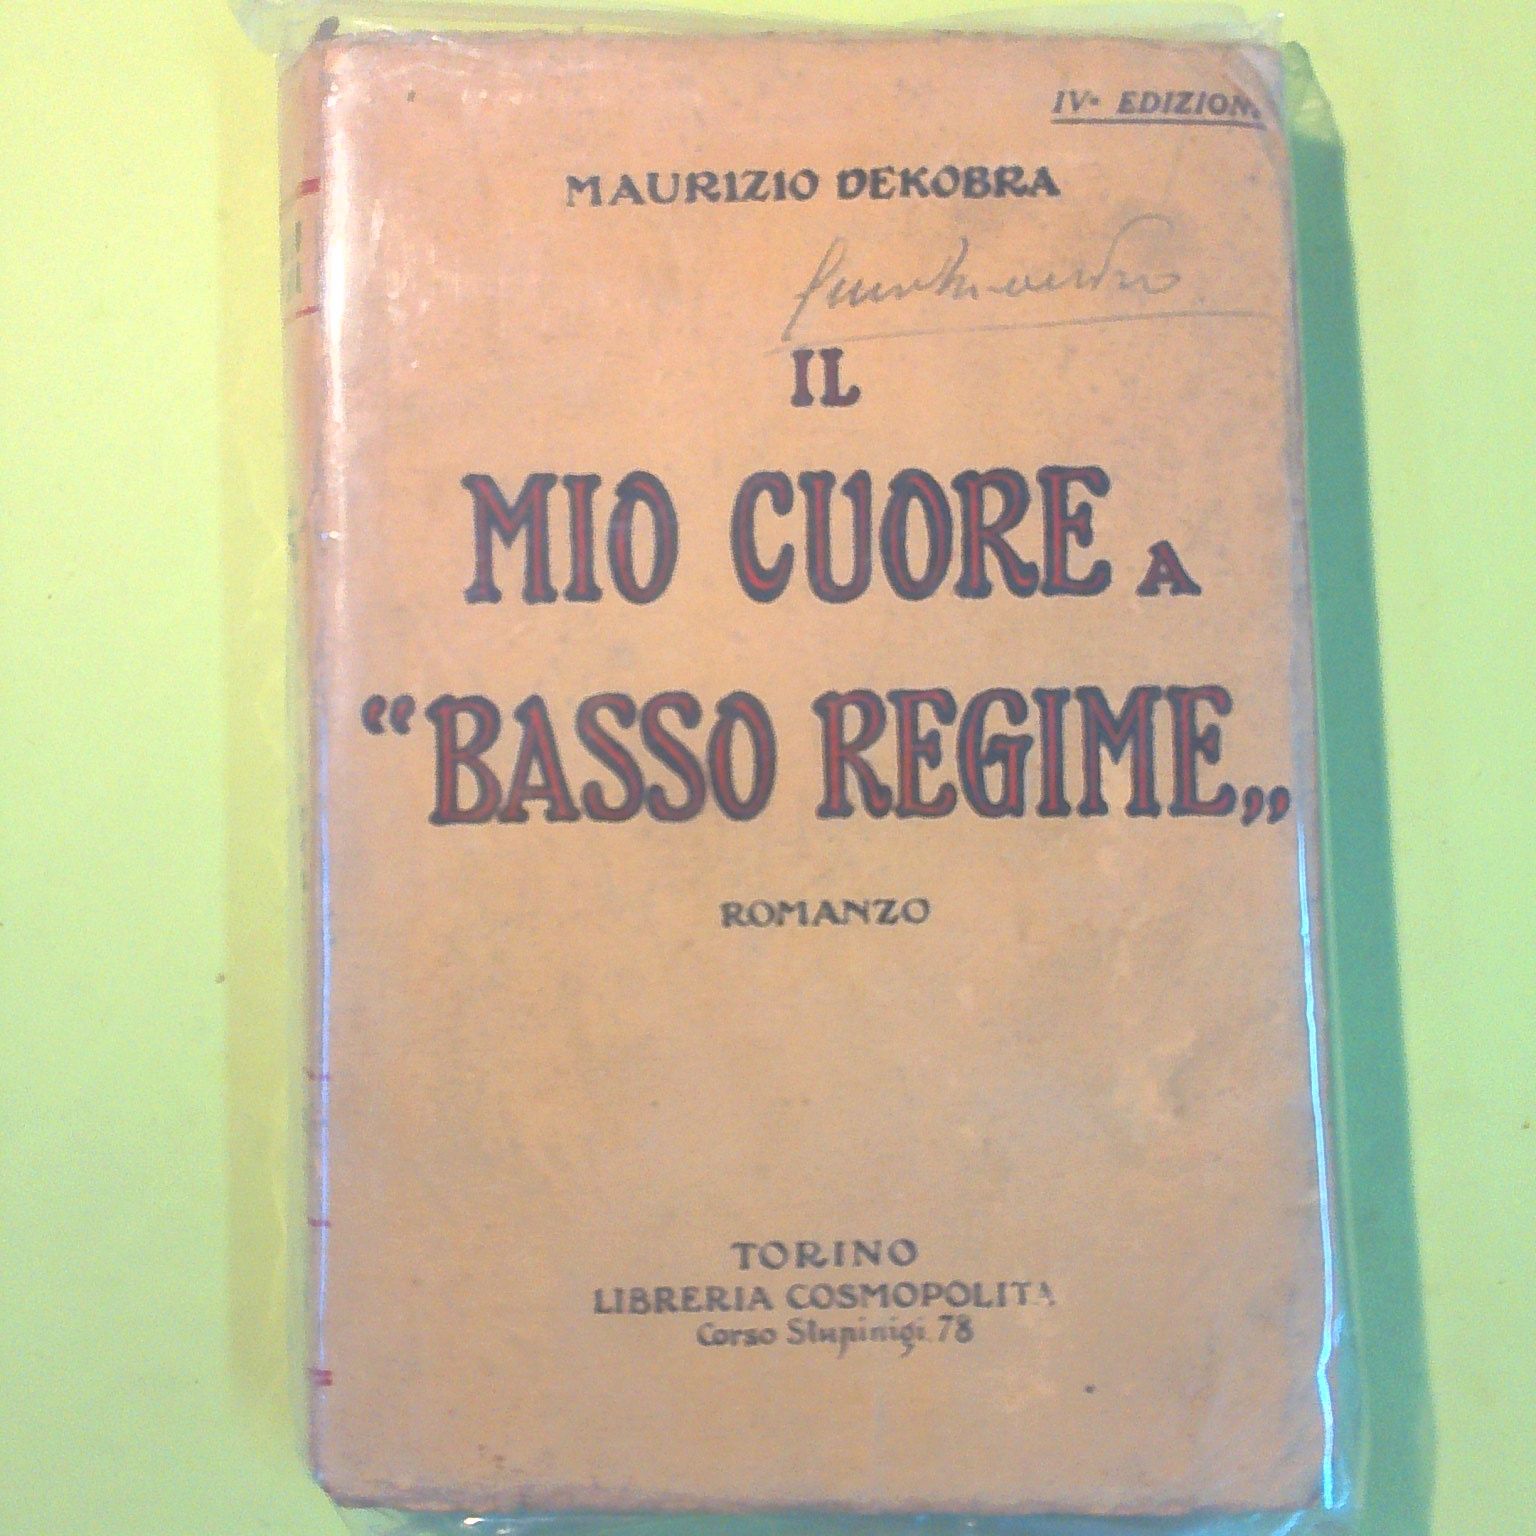 IVª EDIZION
MAURIZIO DEKOBRA
IL
MIO CUORE A
“BASSO REGIME„
ROMANZO
TORINO
LIBRERIA COSMOPOLITA
Corso Stupinigi 78